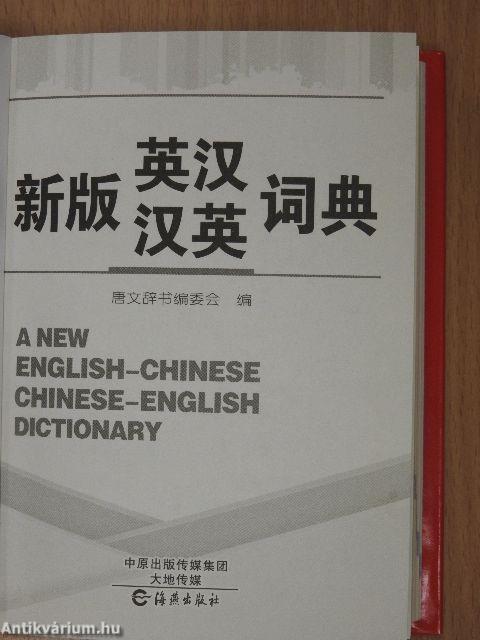 新版 英汉 汉英 词典
唐文辞书编委会 编
A NEW
ENGLISH-CHINESE
CHINESE-ENGLISH
DICTIONARY
中原出版传媒集团
大地传媒
海燕出版社
Antikvárium.hu